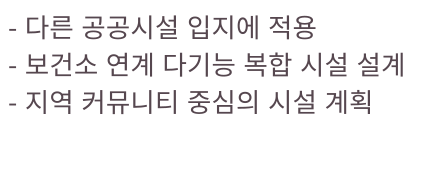 - 다른 공공시설 입지에 적용
- 보건소 연계 다기능 복합 시설 설계
- 지역 커뮤니티 중심의 시설 계획